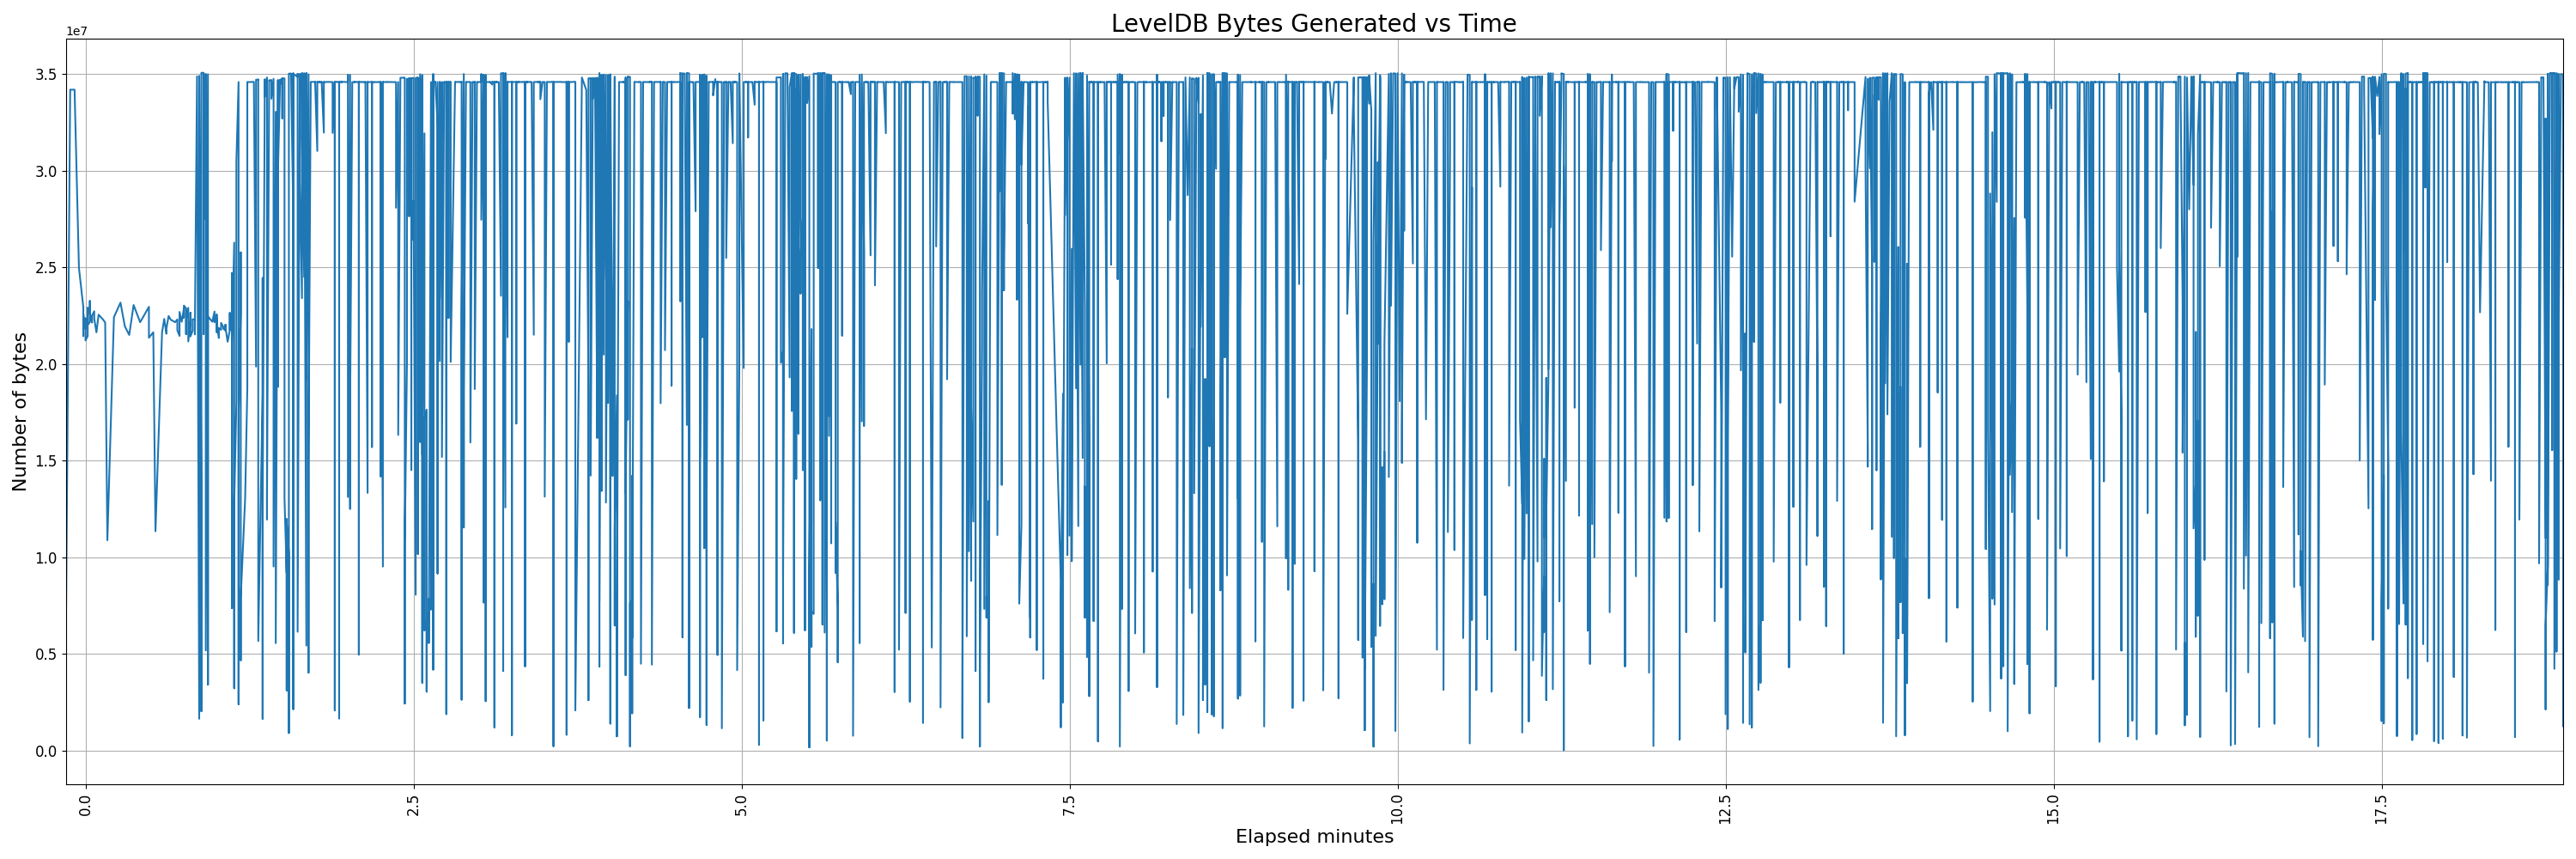 LevelDB Bytes Generated vs Time
1e7
3.5
3.0
2.5
2.0
1.5
1.0
0.5
0.0
Number of bytes
0.0 2.5 5.0 7.5 10.0 12.5 15.0 17.5
Elapsed minutes